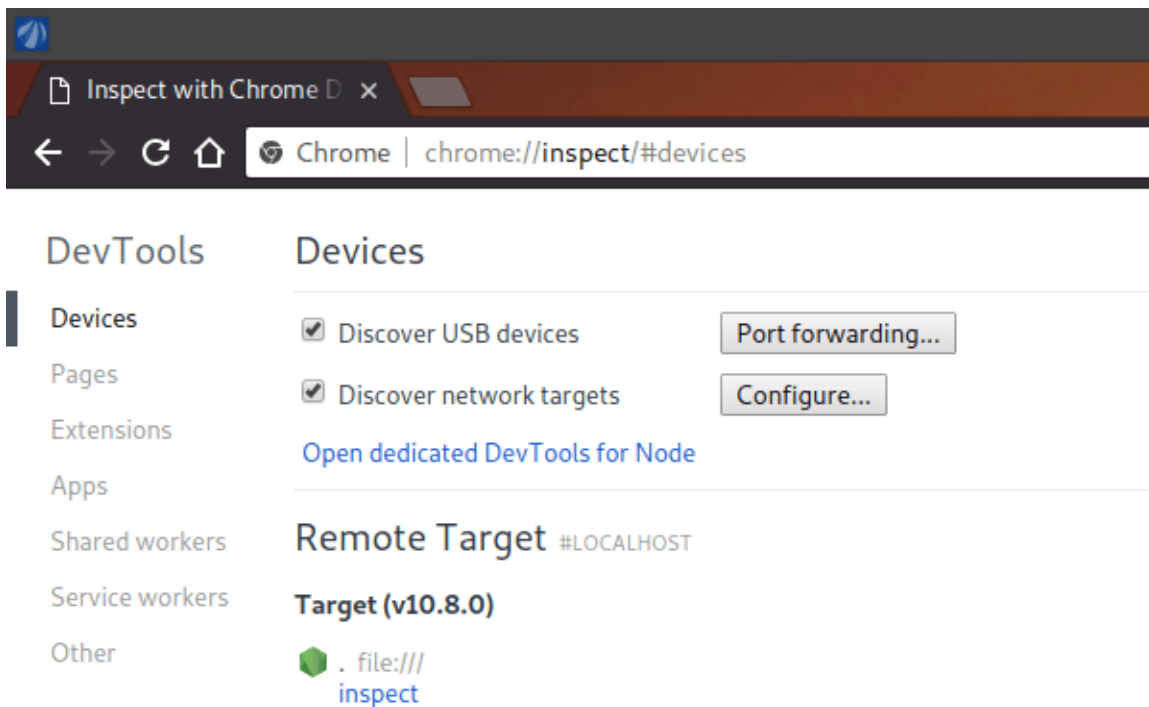 Inspect with Chrome D
Chrome | chrome://inspect/#devices
DevTools
Devices
Pages
Extensions
Apps
Shared workers
Service workers
Other
Devices
Discover USB devices
Port forwarding...
Discover network targets
Configure...
Open dedicated DevTools for Node
Remote Target #LOCALHOST
Target (v10.8.0)
. file:///
inspect